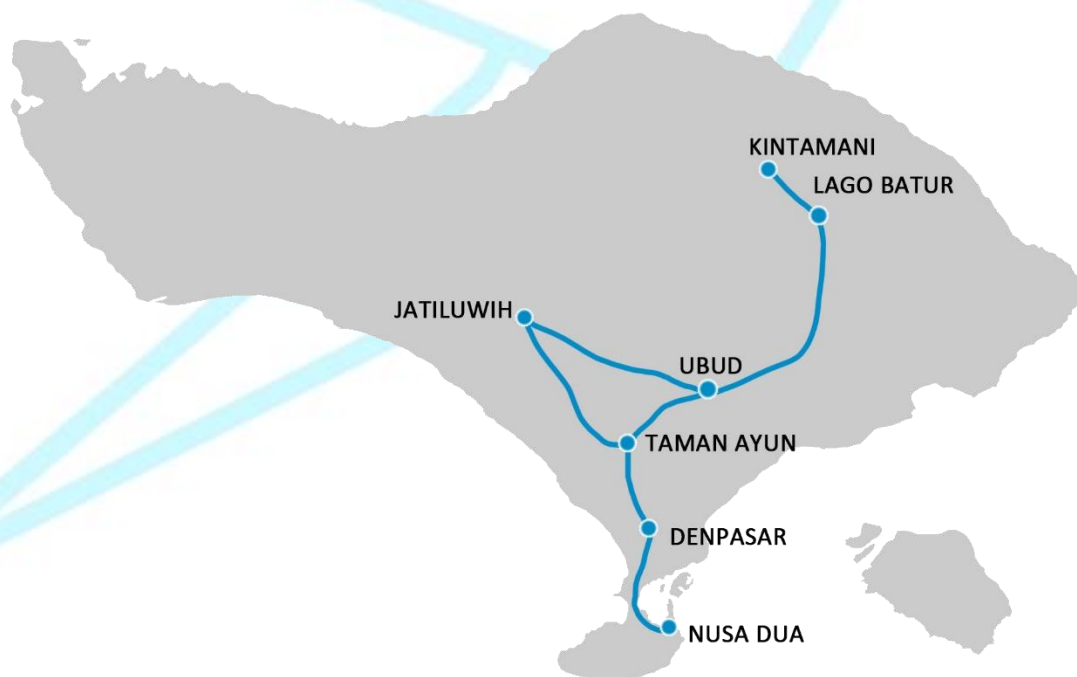 KINTAMANI
LAGO BATUR
JATILUWIH
UBUD
TAMAN AYUN
DENPASAR
NUSA DUA